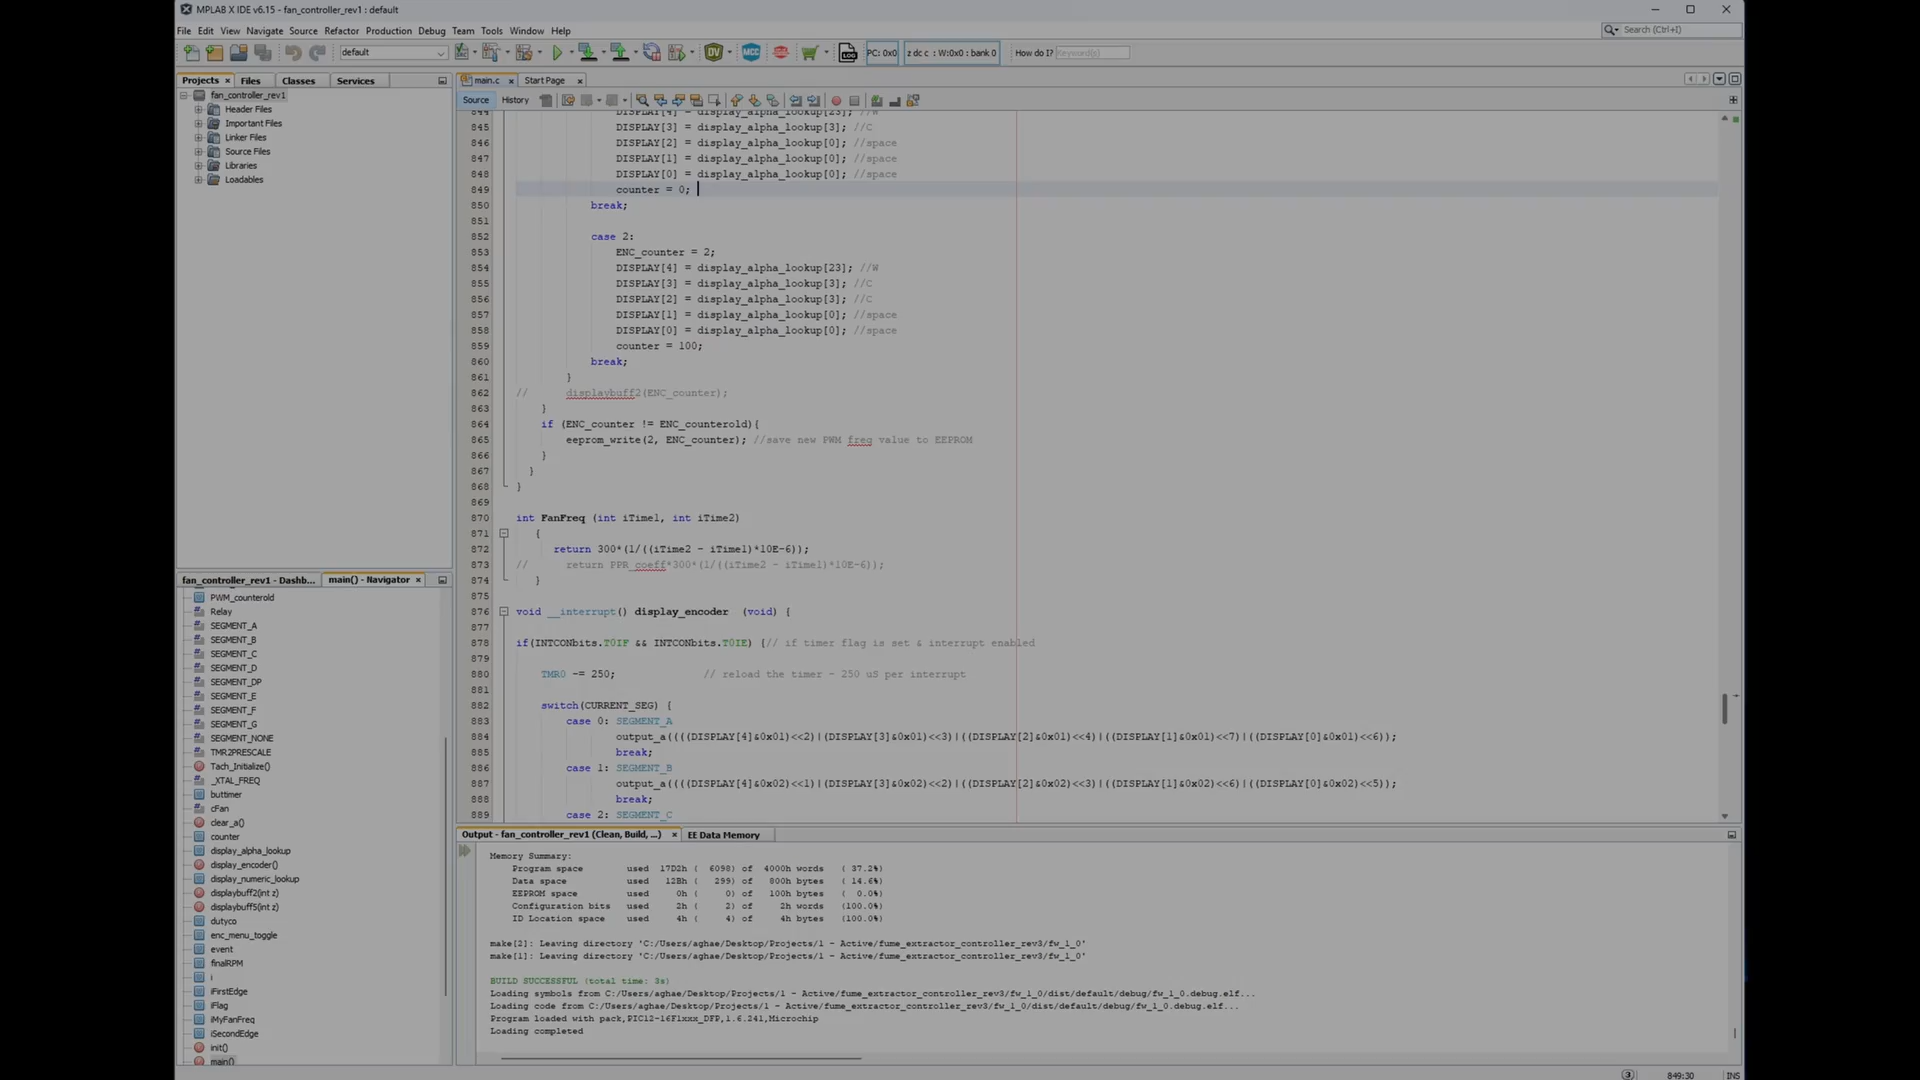 MPLAB X IDE v6.15 - fan_controller_rev1 : default
File Edit View Navigate Source Refactor Production Debug Team Tools Window Help
Search (Ctrl+I)
default
DV
MCC
LOG
PC: 0x0
z dc c : W:0x0 : bank 0
How do I? Keyword(s)
Projects Files Classes Services
main.c Start Page
fan_controller_rev1
Header Files
Important Files
Linker Files
Source Files
Libraries
Loadables
Source History
844 DISPLAY[4] = display_alpha_lookup[23]; //W
845 DISPLAY[3] = display_alpha_lookup[3]; //C
846 DISPLAY[2] = display_alpha_lookup[0]; //space
847 DISPLAY[1] = display_alpha_lookup[0]; //space
848 DISPLAY[0] = display_alpha_lookup[0]; //space
849 counter = 0;
850 break;
851
852 case 2:
853 ENC_counter = 2;
854 DISPLAY[4] = display_alpha_lookup[23]; //W
855 DISPLAY[3] = display_alpha_lookup[3]; //C
856 DISPLAY[2] = display_alpha_lookup[3]; //C
857 DISPLAY[1] = display_alpha_lookup[0]; //space
858 DISPLAY[0] = display_alpha_lookup[0]; //space
859 counter = 100;
860 break;
861 }
862 // displaybuff2(ENC_counter);
863 }
864 if (ENC_counter != ENC_counterold){
865 eeprom_write(2, ENC_counter); //save new PWM freq value to EEPROM
866 }
867 }
868 }
869
870 int FanFreq (int iTime1, int iTime2)
871 {
872 return 300*(1/((iTime2 - iTime1)*10E-6));
873 // return PPR_coeff*300*(1/((iTime2 - iTime1)*10E-6));
874 }
875
876 void __interrupt() display_encoder (void) {
877
878 if(INTCONbits.T0IF && INTCONbits.T0IE) {// if timer flag is set & interrupt enabled
879
880 TMR0 -= 250; // reload the timer - 250 uS per interrupt
881
882 switch(CURRENT_SEG) {
883 case 0: SEGMENT_A
884 output_a((((DISPLAY[4]&0x01)<<2)|((DISPLAY[3]&0x01)<<3)|((DISPLAY[2]&0x01)<<4)|((DISPLAY[1]&0x01)<<7)|((DISPLAY[0]&0x01)<<6));
885 break;
886 case 1: SEGMENT_B
887 output_a((((DISPLAY[4]&0x02)<<1)|((DISPLAY[3]&0x02)<<2)|((DISPLAY[2]&0x02)<<3)|((DISPLAY[1]&0x02)<<6)|((DISPLAY[0]&0x02)<<5));
888 break;
889 case 2: SEGMENT_C
fan_controller_rev1 - Dashb... main() - Navigator
PWM_counterold
Relay
SEGMENT_A
SEGMENT_B
SEGMENT_C
SEGMENT_D
SEGMENT_DP
SEGMENT_E
SEGMENT_F
SEGMENT_G
SEGMENT_NONE
TMR2PRESCALE
Tach_Initialize()
_XTAL_FREQ
buttimer
cFan
clear_a()
counter
display_alpha_lookup
display_encoder()
display_numeric_lookup
displaybuff2(int z)
displaybuff5(int z)
dutyco
enc_menu_toggle
event
finalRPM
i
iFirstEdge
iFlag
iMyFanFreq
iSecondEdge
init()
main()
Output - fan_controller_rev1 (Clean, Build, ...) EE Data Memory
Memory Summary:
Program space used 17D2h ( 6098) of 4000h words ( 37.2%)
Data space used 12Bh ( 299) of 800h bytes ( 14.6%)
EEPROM space used 0h ( 0) of 100h bytes ( 0.0%)
Configuration bits used 2h ( 2) of 2h words (100.0%)
ID Location space used 4h ( 4) of 4h bytes (100.0%)
make[2]: Leaving directory 'C:/Users/aghae/Desktop/Projects/1 - Active/fume_extractor_controller_rev3/fw_1_0'
make[1]: Leaving directory 'C:/Users/aghae/Desktop/Projects/1 - Active/fume_extractor_controller_rev3/fw_1_0'
BUILD SUCCESSFUL (total time: 3s)
Loading symbols from C:/Users/aghae/Desktop/Projects/1 - Active/fume_extractor_controller_rev3/fw_1_0/dist/default/debug/fw_1_0.debug.elf...
Loading code from C:/Users/aghae/Desktop/Projects/1 - Active/fume_extractor_controller_rev3/fw_1_0/dist/default/debug/fw_1_0.debug.elf...
Program loaded with pack,PIC12-16F1xxx_DFP,1.6.241,Microchip
Loading completed
3
849:30
INS